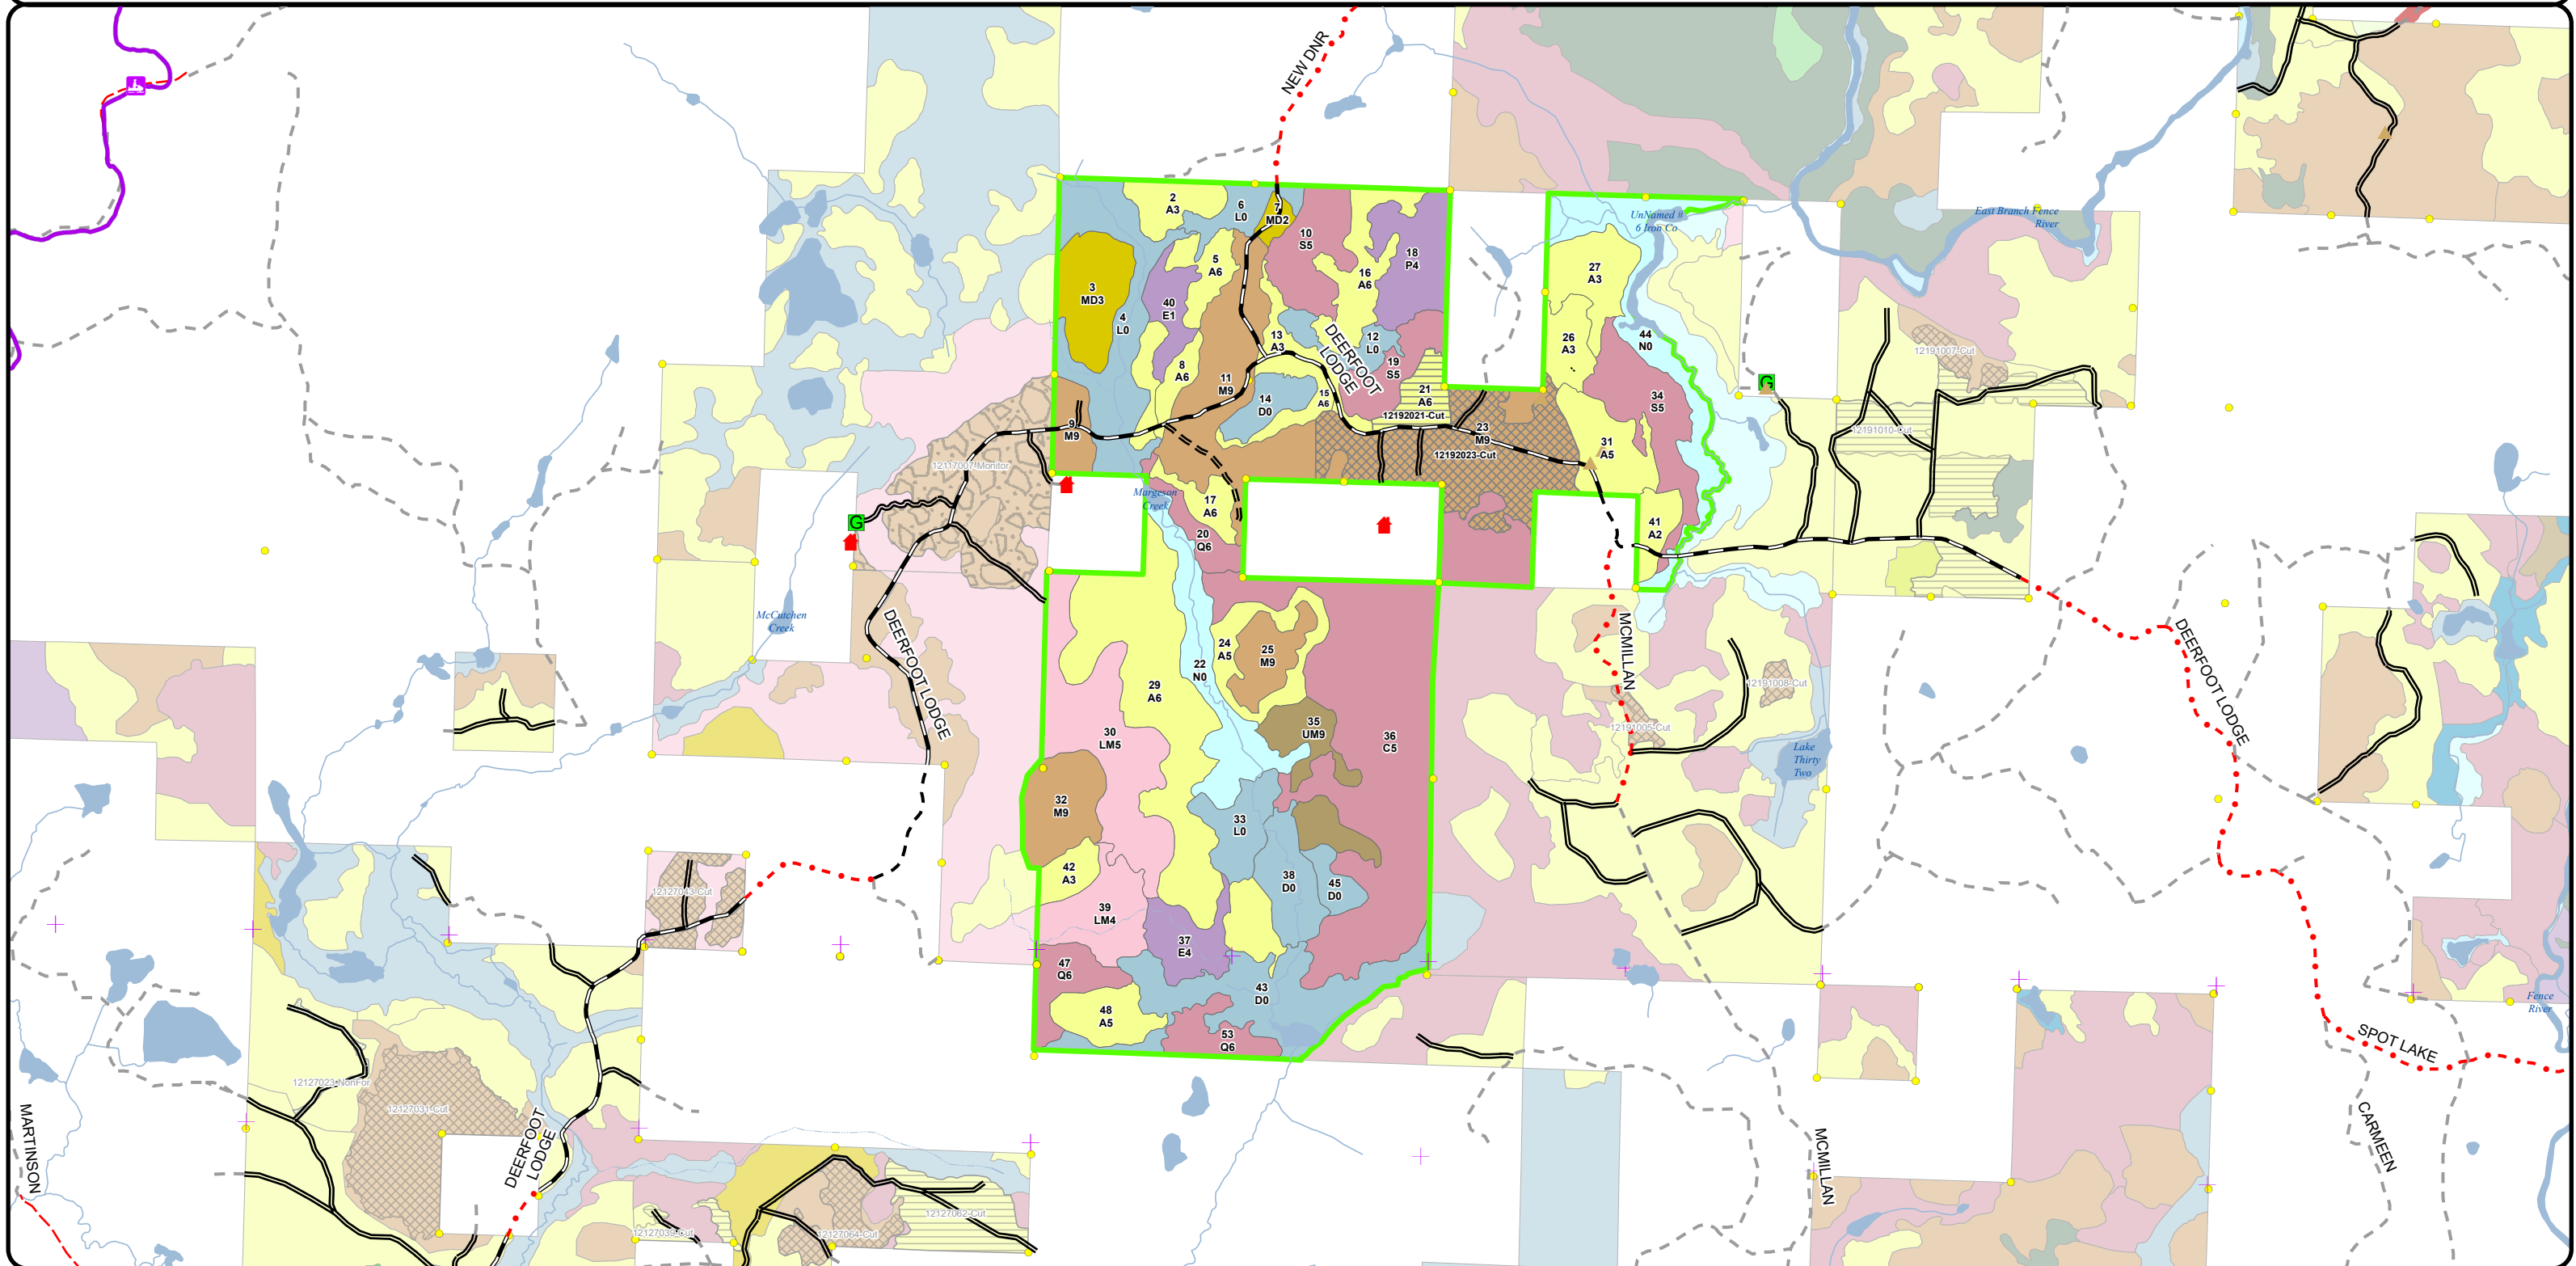 NEW DNR
UnNamed #
6 Iron Co
East Branch Fence
River
2
A3
6
L0
7
MD2
10
S5
18
P4
5
A6
16
A6
27
A3
3
MD3
40
E1
4
L0
13
A3
DEERFOOT
LODGE
12
L0
26
A3
44
N0
12191007-Cut
8
A6
19
S5
G
11
M9
15
A6
21
A6
14
D0
34
S5
12192021-Cut
9
M9
23
M9
12191010-Cut
31
A5
12192023-Cut
12117007-Monitor
Margeson
Creek
17
A6
G
41
A2
20
Q6
McCutchen
Creek
DEERFOOT LODGE
24
A5
25
M9
22
N0
MCMILLAN
DEERFOOT LODGE
29
A6
12191008-Cut
30
LM5
35
UM9
36
C5
12191005-Cut
Lake
Thirty
Two
32
M9
33
L0
42
A3
38
D0
45
D0
12127043-Cut
39
LM4
37
E4
47
Q6
43
D0
48
A5
53
Q6
Fence
River
SPOT LAKE
12127023-NonFor
12127031-Cut
MARTINSON
DEERFOOT
LODGE
MCMILLAN
CARMEEN
12127062-Cut
12127039-Cut
12127064-Cut